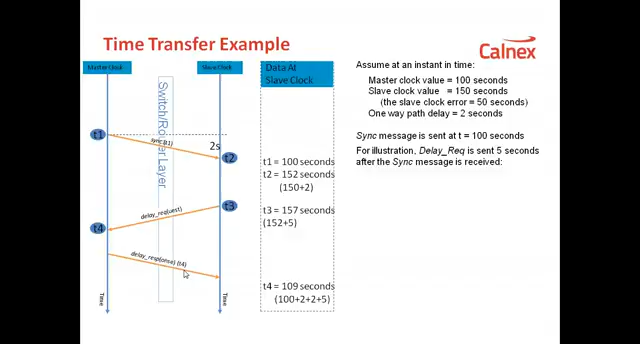 Time Transfer Example
Calnex
Master Clock
Slave Clock
Data At
Slave Clock
Switch/Router Layer
t1
sync (t1)
2s
t2
t1 = 100 seconds
t2 = 152 seconds
(150+2)
t3
delay_req(uest)
t4
t3 = 157 seconds
(152+5)
delay_resp(onse) (t4)
t4 = 109 seconds
(100+2+2+5)
Time
Time
Assume at an instant in time:
Master clock value = 100 seconds
Slave clock value = 150 seconds
(the slave clock error = 50 seconds)
One way path delay = 2 seconds
Sync message is sent at t = 100 seconds
For illustration, Delay_Req is sent 5 seconds
after the Sync message is received: